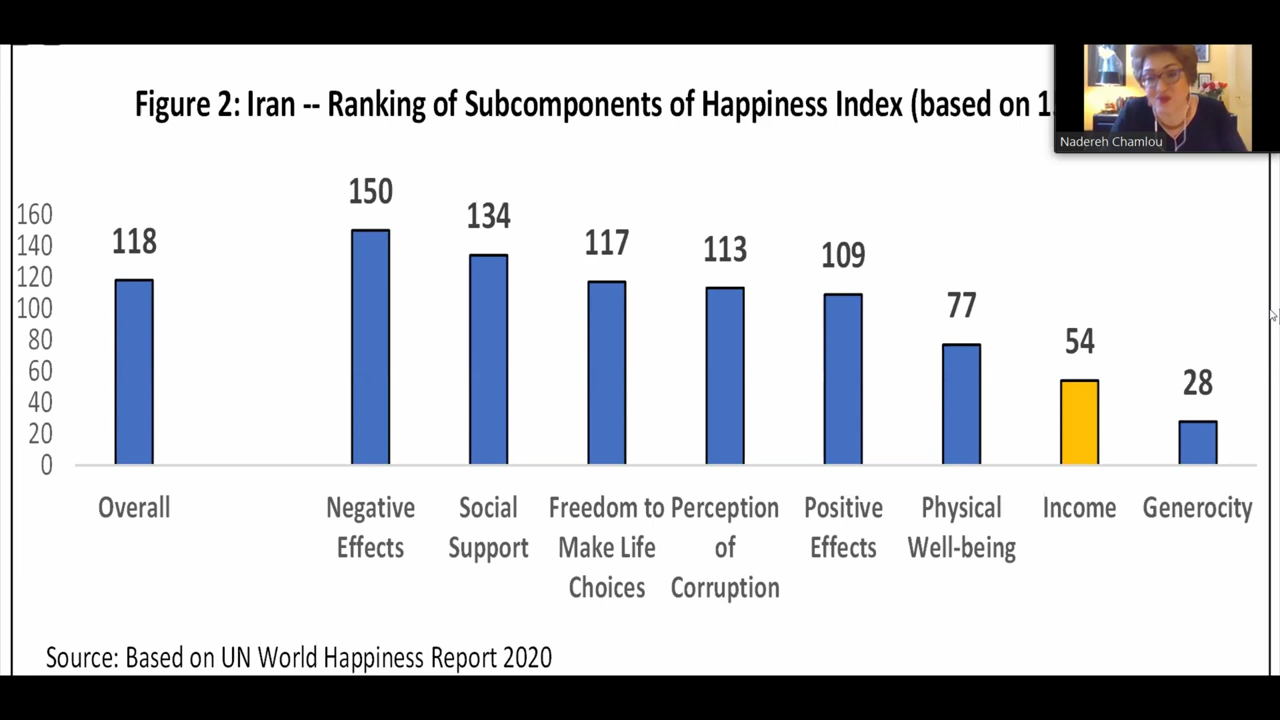 Figure 2: Iran -- Ranking of Subcomponents of Happiness Index (based on
Nadereh Chamlou
160
140
120
100
80
60
40
20
0
118
150
134
117
113
109
77
54
28
Overall
Negative
Effects
Social
Support
Freedom to
Make Life
Choices
Perception
of
Corruption
Positive
Effects
Physical
Well-being
Income
Generocity
Source: Based on UN World Happiness Report 2020